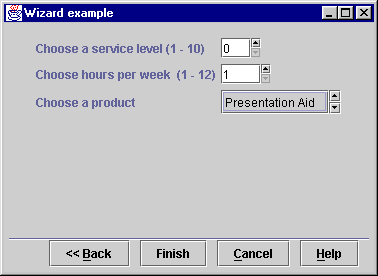 Wizard example
Choose a service level (1 - 10) 0
Choose hours per week (1 - 12) 1
Choose a product Presentation Aid
<< Back Finish Cancel Help